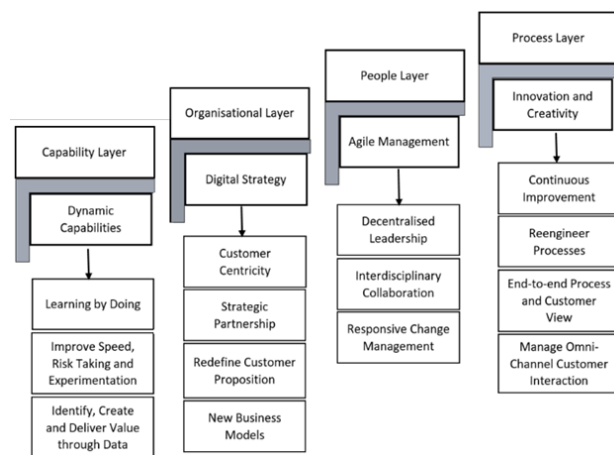 Capability Layer
Dynamic
Capabilities
Learning by Doing
Improve Speed,
Risk Taking and
Experimentation
Identify, Create
and Deliver Value
through Data
Organisational Layer
Digital Strategy
Customer
Centricity
Strategic
Partnership
Redefine Customer
Proposition
New Business
Models
People Layer
Agile Management
Decentralised
Leadership
Interdisciplinary
Collaboration
Responsive Change
Management
Process Layer
Innovation and
Creativity
Continuous
Improvement
Reengineer
Processes
End-to-end Process
and Customer
View
Manage Omni-
Channel Customer
Interaction